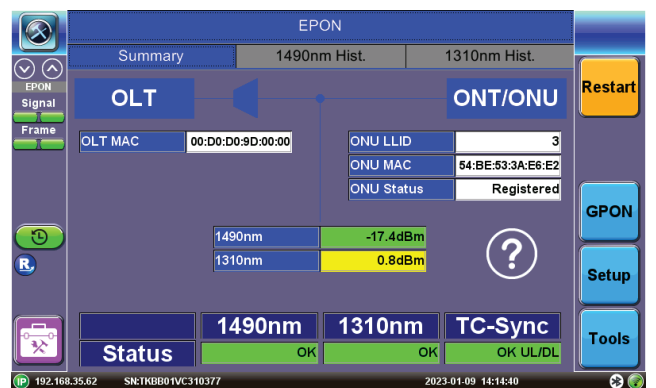 EPON
Summary 1490nm Hist. 1310nm Hist.
EPON
Signal
Frame
OLT
ONT/ONU
Restart
OLT MAC 00:D0:D0:9D:00:00
ONU LLID 3
ONU MAC 54:BE:53:3A:E6:E2
ONU Status Registered
GPON
1490nm -17.4dBm
1310nm 0.8dBm
?
R.
Setup
1490nm 1310nm TC-Sync
Status OK OK OK UL/DL
Tools
IP 192.168.35.62 SN:TKBB01VC310377 2023-01-09 14:14:40